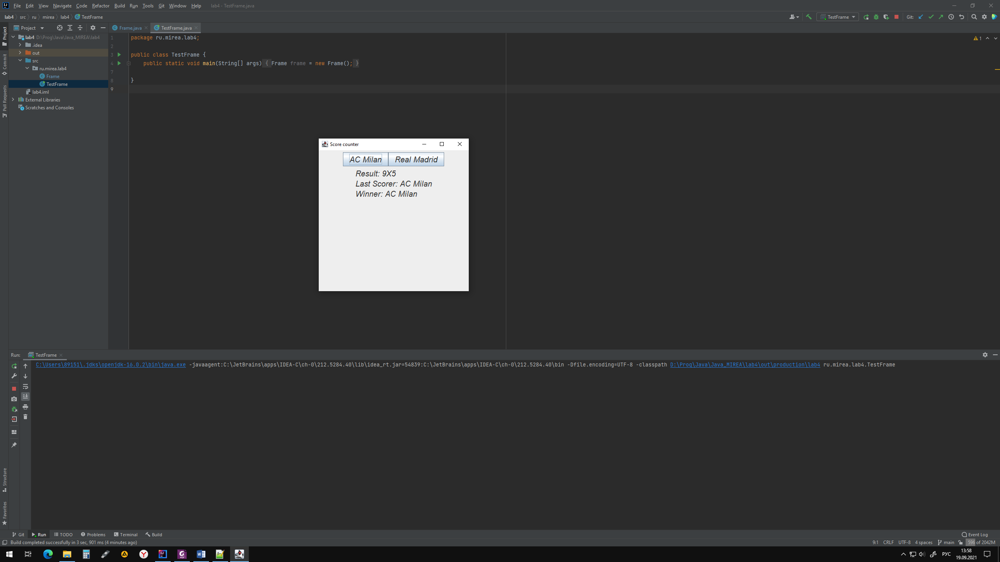 File Edit View Navigate Code Refactor Build Run Tools Git Window Help lab4 - TestFrame.java
lab4 src ru mirea lab4 TestFrame
TestFrame Git:
Project
Frame.java TestFrame.java
lab4 D:\Prog\Java\Java_MIREA\lab4
.idea
out
src
ru.mirea.lab4
Frame
TestFrame
lab4.iml
External Libraries
Scratches and Consoles
Project
Commit
Pull Requests
1 package ru.mirea.lab4;
2
3 public class TestFrame {
4 public static void main(String[] args) { Frame frame = new Frame(); }
7
8 }
9
1
Score counter
AC Milan Real Madrid
Result: 9X5
Last Scorer: AC Milan
Winner: AC Milan
Run: TestFrame
C:\Users\89151\.jdks\openjdk-16.0.2\bin\java.exe -javaagent:C:\JetBrains\apps\IDEA-C\ch-0\212.5284.40\lib\idea_rt.jar=54839:C:\JetBrains\apps\IDEA-C\ch-0\212.5284.40\bin -Dfile.encoding=UTF-8 -classpath D:\Prog\Java\Java_MIREA\lab4\out\production\lab4 ru.mirea.lab4.TestFrame
Structure
Favorites
Git Run TODO Problems Terminal Build Event Log
Build completed successfully in 3 sec, 901 ms (4 minutes ago) 9:1 CRLF UTF-8 4 spaces main 596 of 2042M
РУС
13:58
19.09.2021